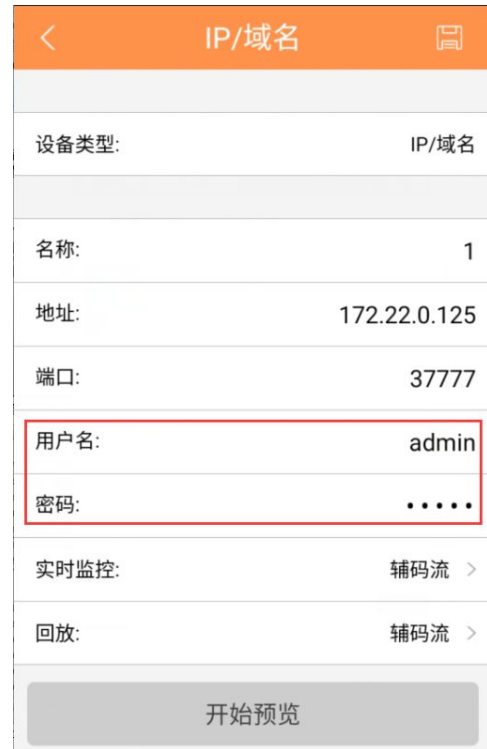 IP/域名
设备类型: IP/域名
名称: 1
地址: 172.22.0.125
端口: 37777
用户名: admin
密码: •••••
实时监控: 辅码流 >
回放: 辅码流 >
开始预览